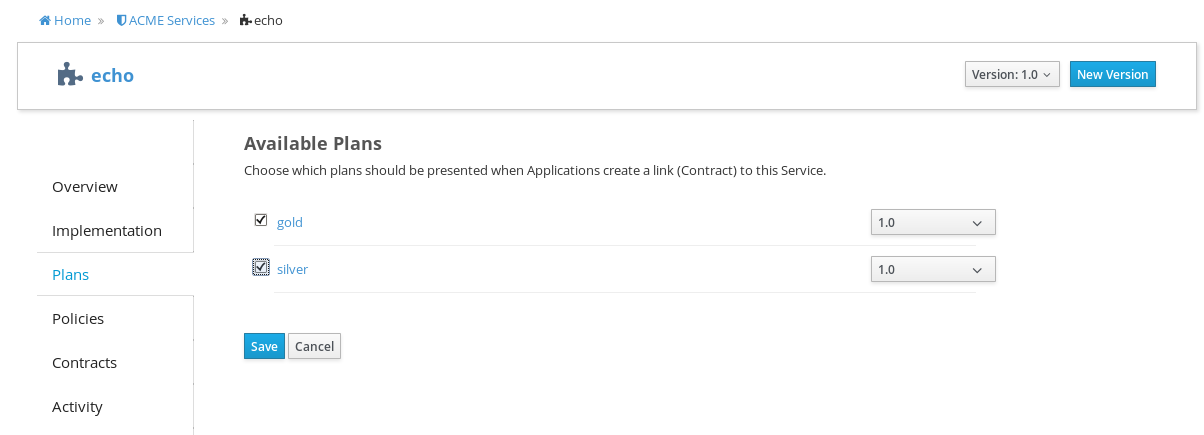 Home » ACME Services » echo
echo
Version: 1.0 New Version
Available Plans
Choose which plans should be presented when Applications create a link (Contract) to this Service.
Overview
Implementation
Plans
Policies
Contracts
Activity
gold 1.0
silver 1.0
Save Cancel